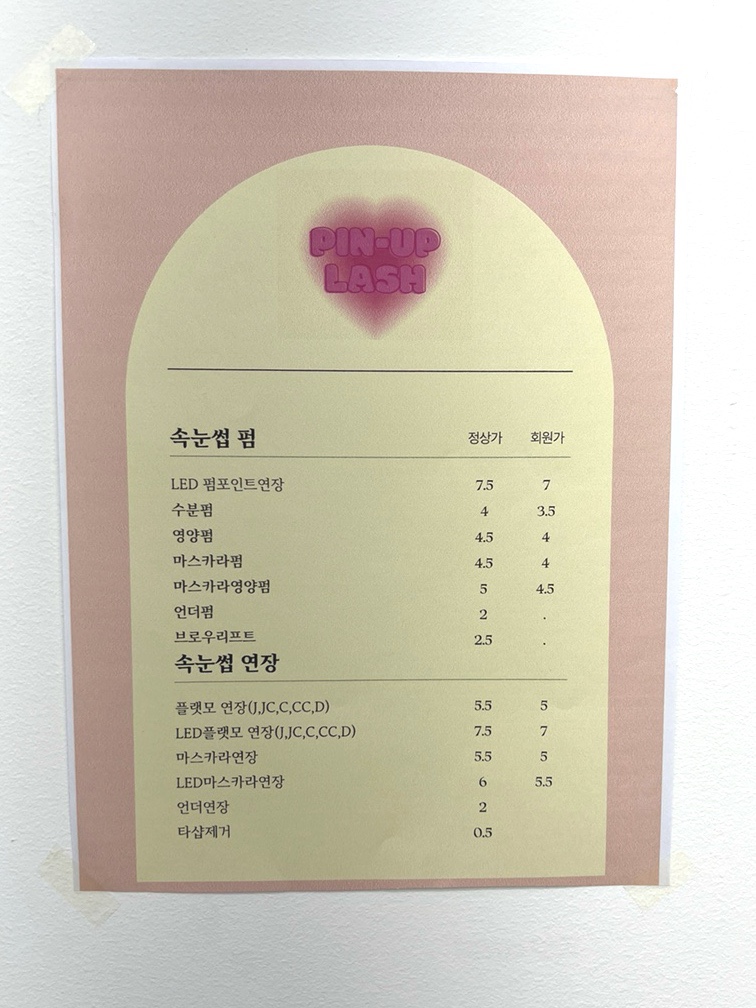 PIN-UP
LASH
속눈썹 펌 정상가 회원가
LED 펌포인트연장 7.5 7
수분펌 4 3.5
영양펌 4.5 4
마스카라펌 4.5 4
마스카라영양펌 5 4.5
언더펌 2 .
브로우리프트 2.5 .
속눈썹 연장
플랫모 연장(J,JC,C,CC,D) 5.5 5
LED플랫모 연장(J,JC,C,CC,D) 7.5 7
마스카라연장 5.5 5
LED마스카라연장 6 5.5
언더연장 2
타샵제거 0.5